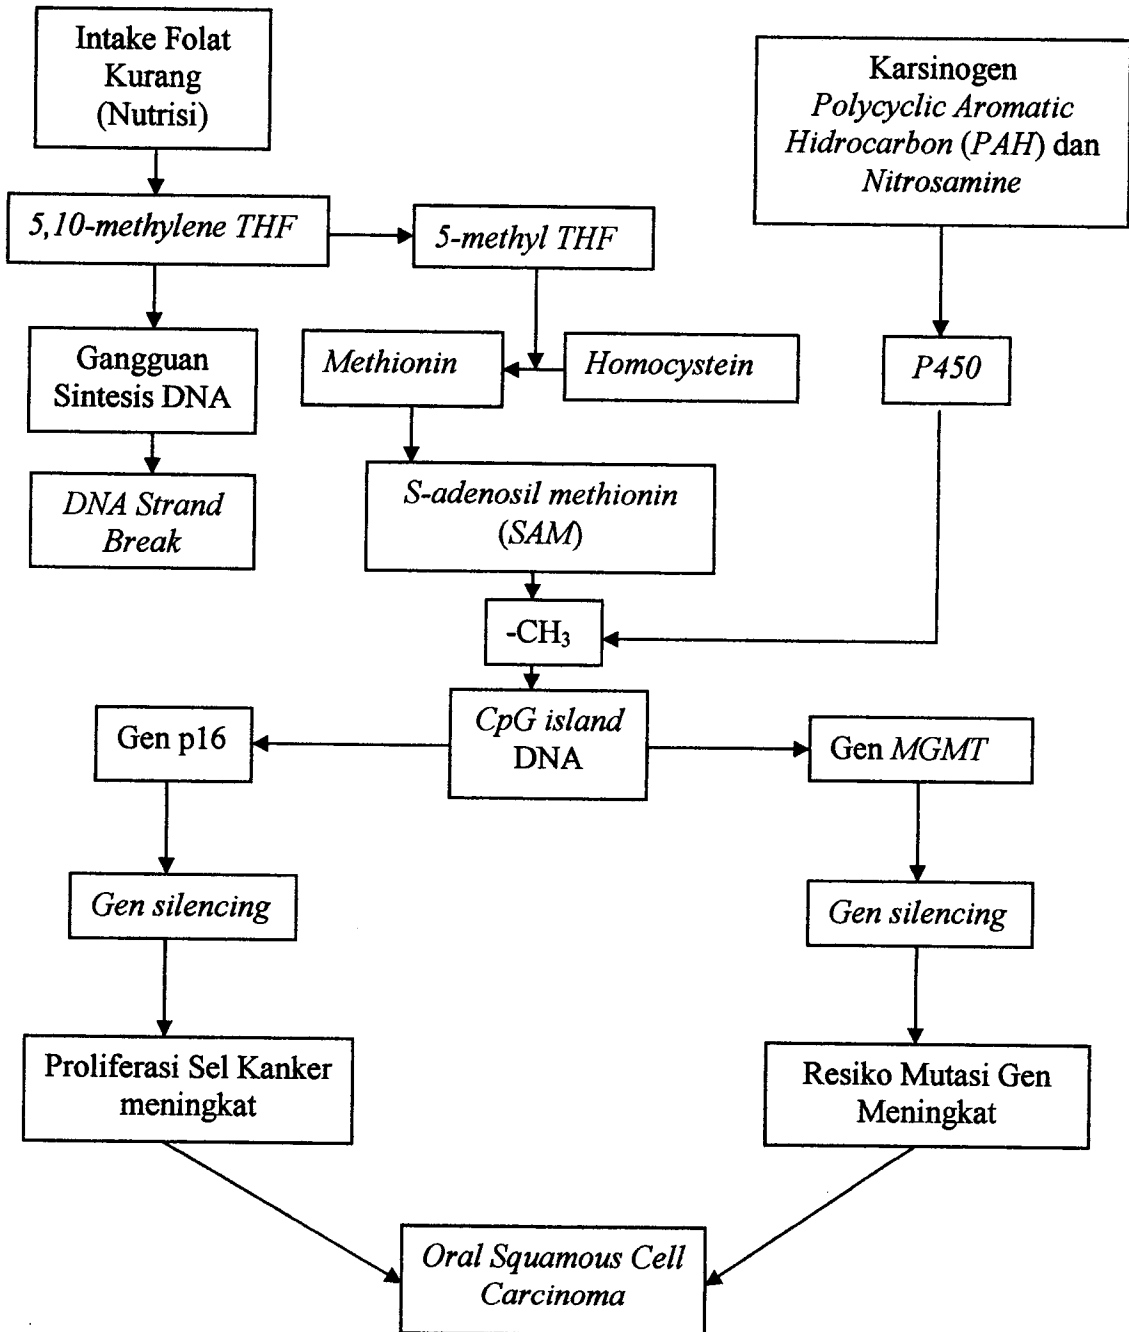 Intake Folat
Kurang
(Nutrisi)
Karsinogen
Polycyclic Aromatic
Hidrocarbon (PAH) dan
Nitrosamine
5,10-methylene THF
5-methyl THF
Gangguan
Sintesis DNA
Methionin
Homocystein
P450
DNA Strand
Break
S-adenosil methionin
(SAM)
-CH₃
Gen p16
CpG island
DNA
Gen MGMT
Gen silencing
Gen silencing
Proliferasi Sel Kanker
meningkat
Resiko Mutasi Gen
Meningkat
Oral Squamous Cell
Carcinoma